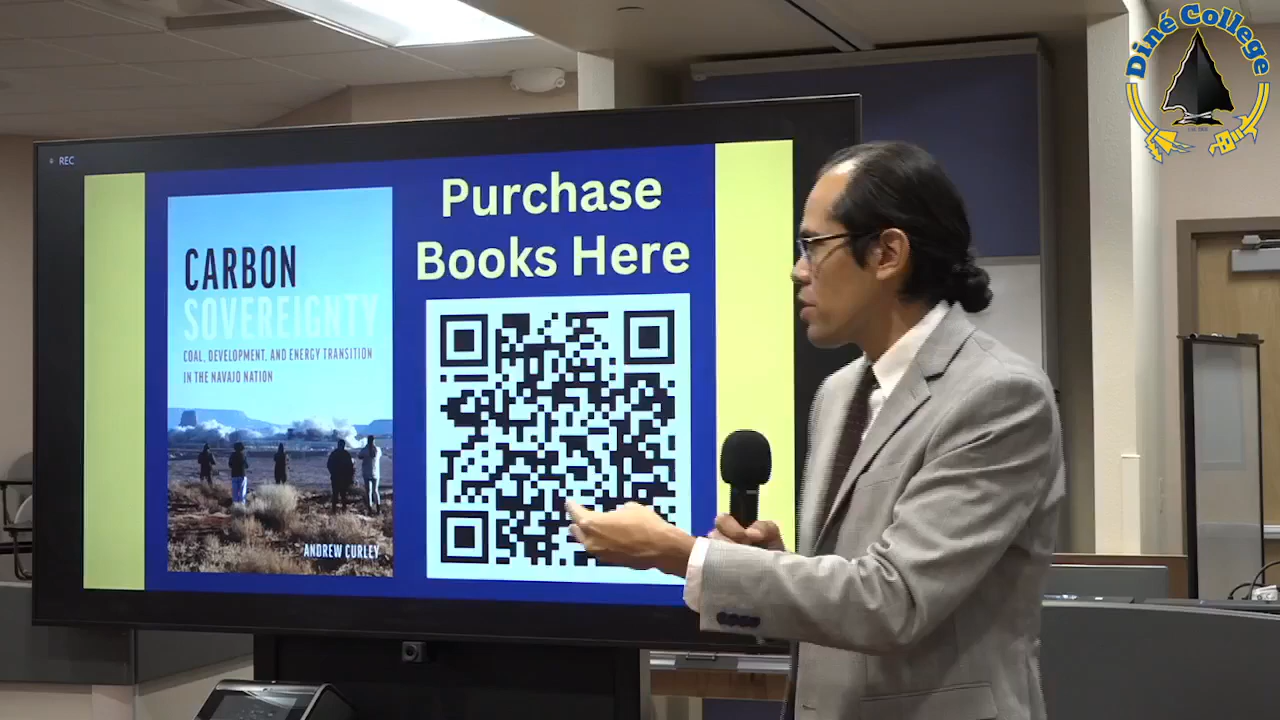 Diné College
REC
Purchase
Books Here
CARBON
SOVEREIGNTY
COAL, DEVELOPMENT, AND ENERGY TRANSITION
IN THE NAVAJO NATION
ANDREW CURLEY